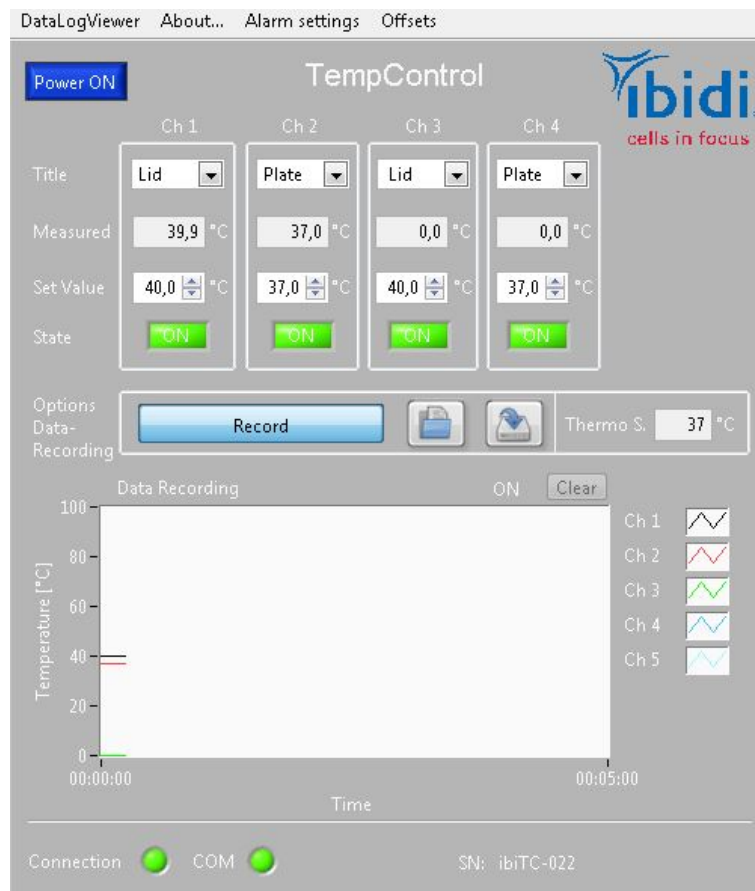 DataLogViewer About... Alarm settings Offsets
Power ON TempControl ibidi
cells in focus
Ch 1 Ch 2 Ch 3 Ch 4
Title Lid Plate Lid Plate
Measured 39,9 °C 37,0 °C 0,0 °C 0,0 °C
Set Value 40,0 °C 37,0 °C 40,0 °C 37,0 °C
State ON ON ON ON
Options
Data-
Recording
Record Thermo S. 37 °C
Data Recording ON Clear
100
80
60
40
20
0
Temperature [°C]
00:00:00 00:05:00
Time
Ch 1
Ch 2
Ch 3
Ch 4
Ch 5
Connection COM SN: ibiTC-022